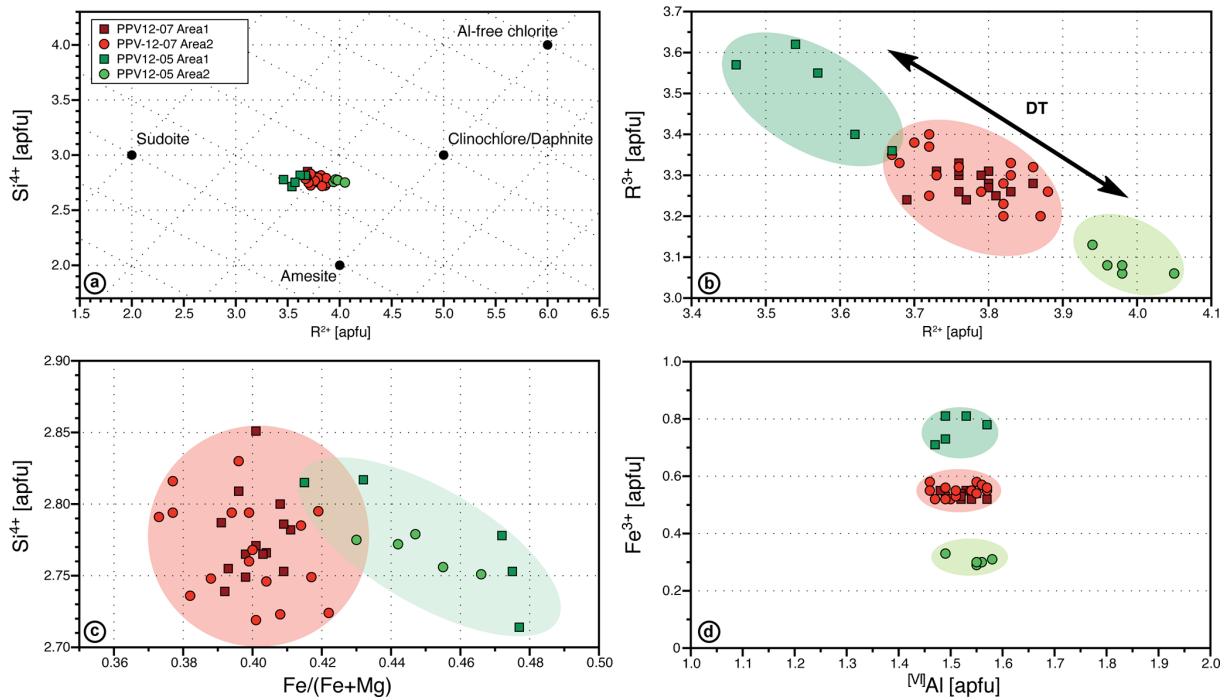 PPV12-07 Area1
PPV-12-07 Area2
PPV12-05 Area1
PPV12-05 Area2
Al-free chlorite
Sudoite
Clinochlore/Daphnite
Amesite
4.0
3.5
3.0
2.5
2.0
Si4+ [apfu]
a
1.5 2.0 2.5 3.0 3.5 4.0 4.5 5.0 5.5 6.0 6.5
R2+ [apfu]
3.7
3.6
3.5
3.4
3.3
3.2
3.1
3.0
R3+ [apfu]
DT
b
3.4 3.5 3.6 3.7 3.8 3.9 4.0 4.1
R2+ [apfu]
2.90
2.85
2.80
2.75
2.70
Si4+ [apfu]
c
0.36 0.38 0.40 0.42 0.44 0.46 0.48 0.50
Fe/(Fe+Mg)
1.0
0.8
0.6
0.4
0.2
0
Fe3+ [apfu]
d
1.0 1.1 1.2 1.3 1.4 1.5 1.6 1.7 1.8 1.9 2.0
[VI]Al [apfu]